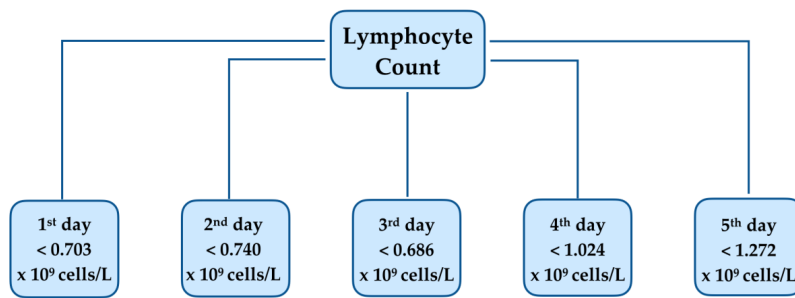 Lymphocyte
Count
1st day
< 0.703
x 10⁹ cells/L
2nd day
< 0.740
x 10⁹ cells/L
3rd day
< 0.686
x 10⁹ cells/L
4th day
< 1.024
x 10⁹ cells/L
5th day
< 1.272
x 10⁹ cells/L